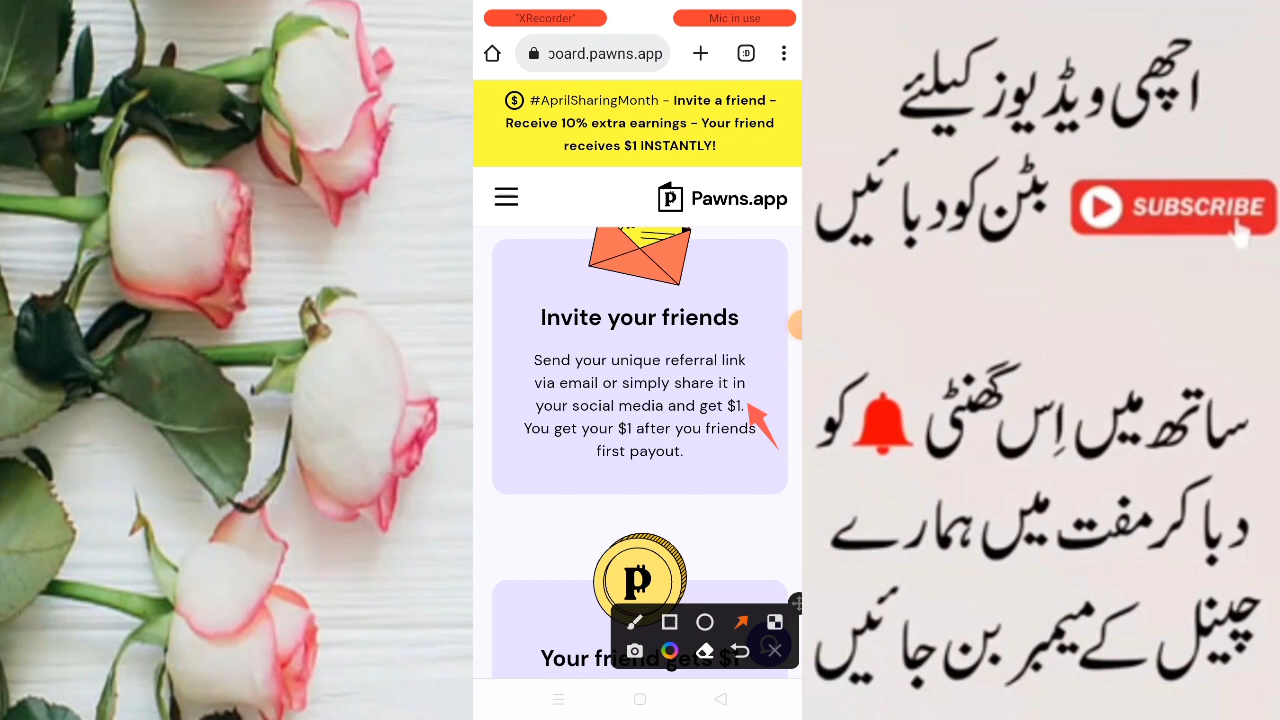 "XRecorder"
Mic in use
board.pawns.app
:D
#AprilSharingMonth - Invite a friend -
Receive 10% extra earnings - Your friend
receives $1 INSTANTLY!
Pawns.app
Invite your friends
Send your unique referral link
via email or simply share it in
your social media and get $1.
You get your $1 after you friends
first payout.
Your friend gets $1
اچھی ویڈیوز کیلئے
بٹن کو دبائیں
SUBSCRIBE
ساتھ میں اِس گھنٹی کو
دبا کر مفت میں ہمارے
چینل کے میمبر بن جائیں